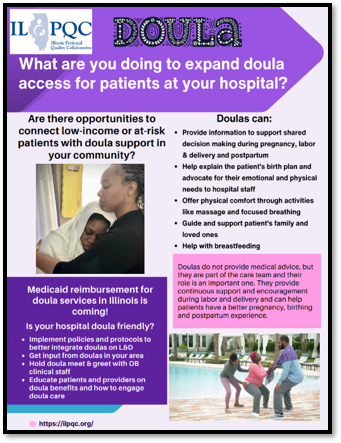 IL PQC
Illinois Perinatal
Quality Collaborative
DOULA
What are you doing to expand doula
access for patients at your hospital?
Are there opportunities to
connect low-income or at-risk
patients with doula support in
your community?
Medicaid reimbursement for
doula services in Illinois is
coming!
Is your hospital doula friendly?
• Implement policies and protocols to
better integrate doulas on L&D
• Get input from doulas in your area
• Hold doula meet & greet with OB
clinical staff
• Educate patients and providers on
doula benefits and how to engage
doula care
Doulas can:
• Provide information to support shared
decision making during pregnancy, labor
& delivery and postpartum
• Help explain the patient's birth plan and
advocate for their emotional and physical
needs to hospital staff
• Offer physical comfort through activities
like massage and focused breathing
• Guide and support patient's family and
loved ones
• Help with breastfeeding
Doulas do not provide medical advice, but
they are part of the care team and their
role is an important one. They provide
continuous support and encouragement
during labor and delivery and can help
patients have a better pregnancy, birthing
and postpartum experience.
https://ilpqc.org/